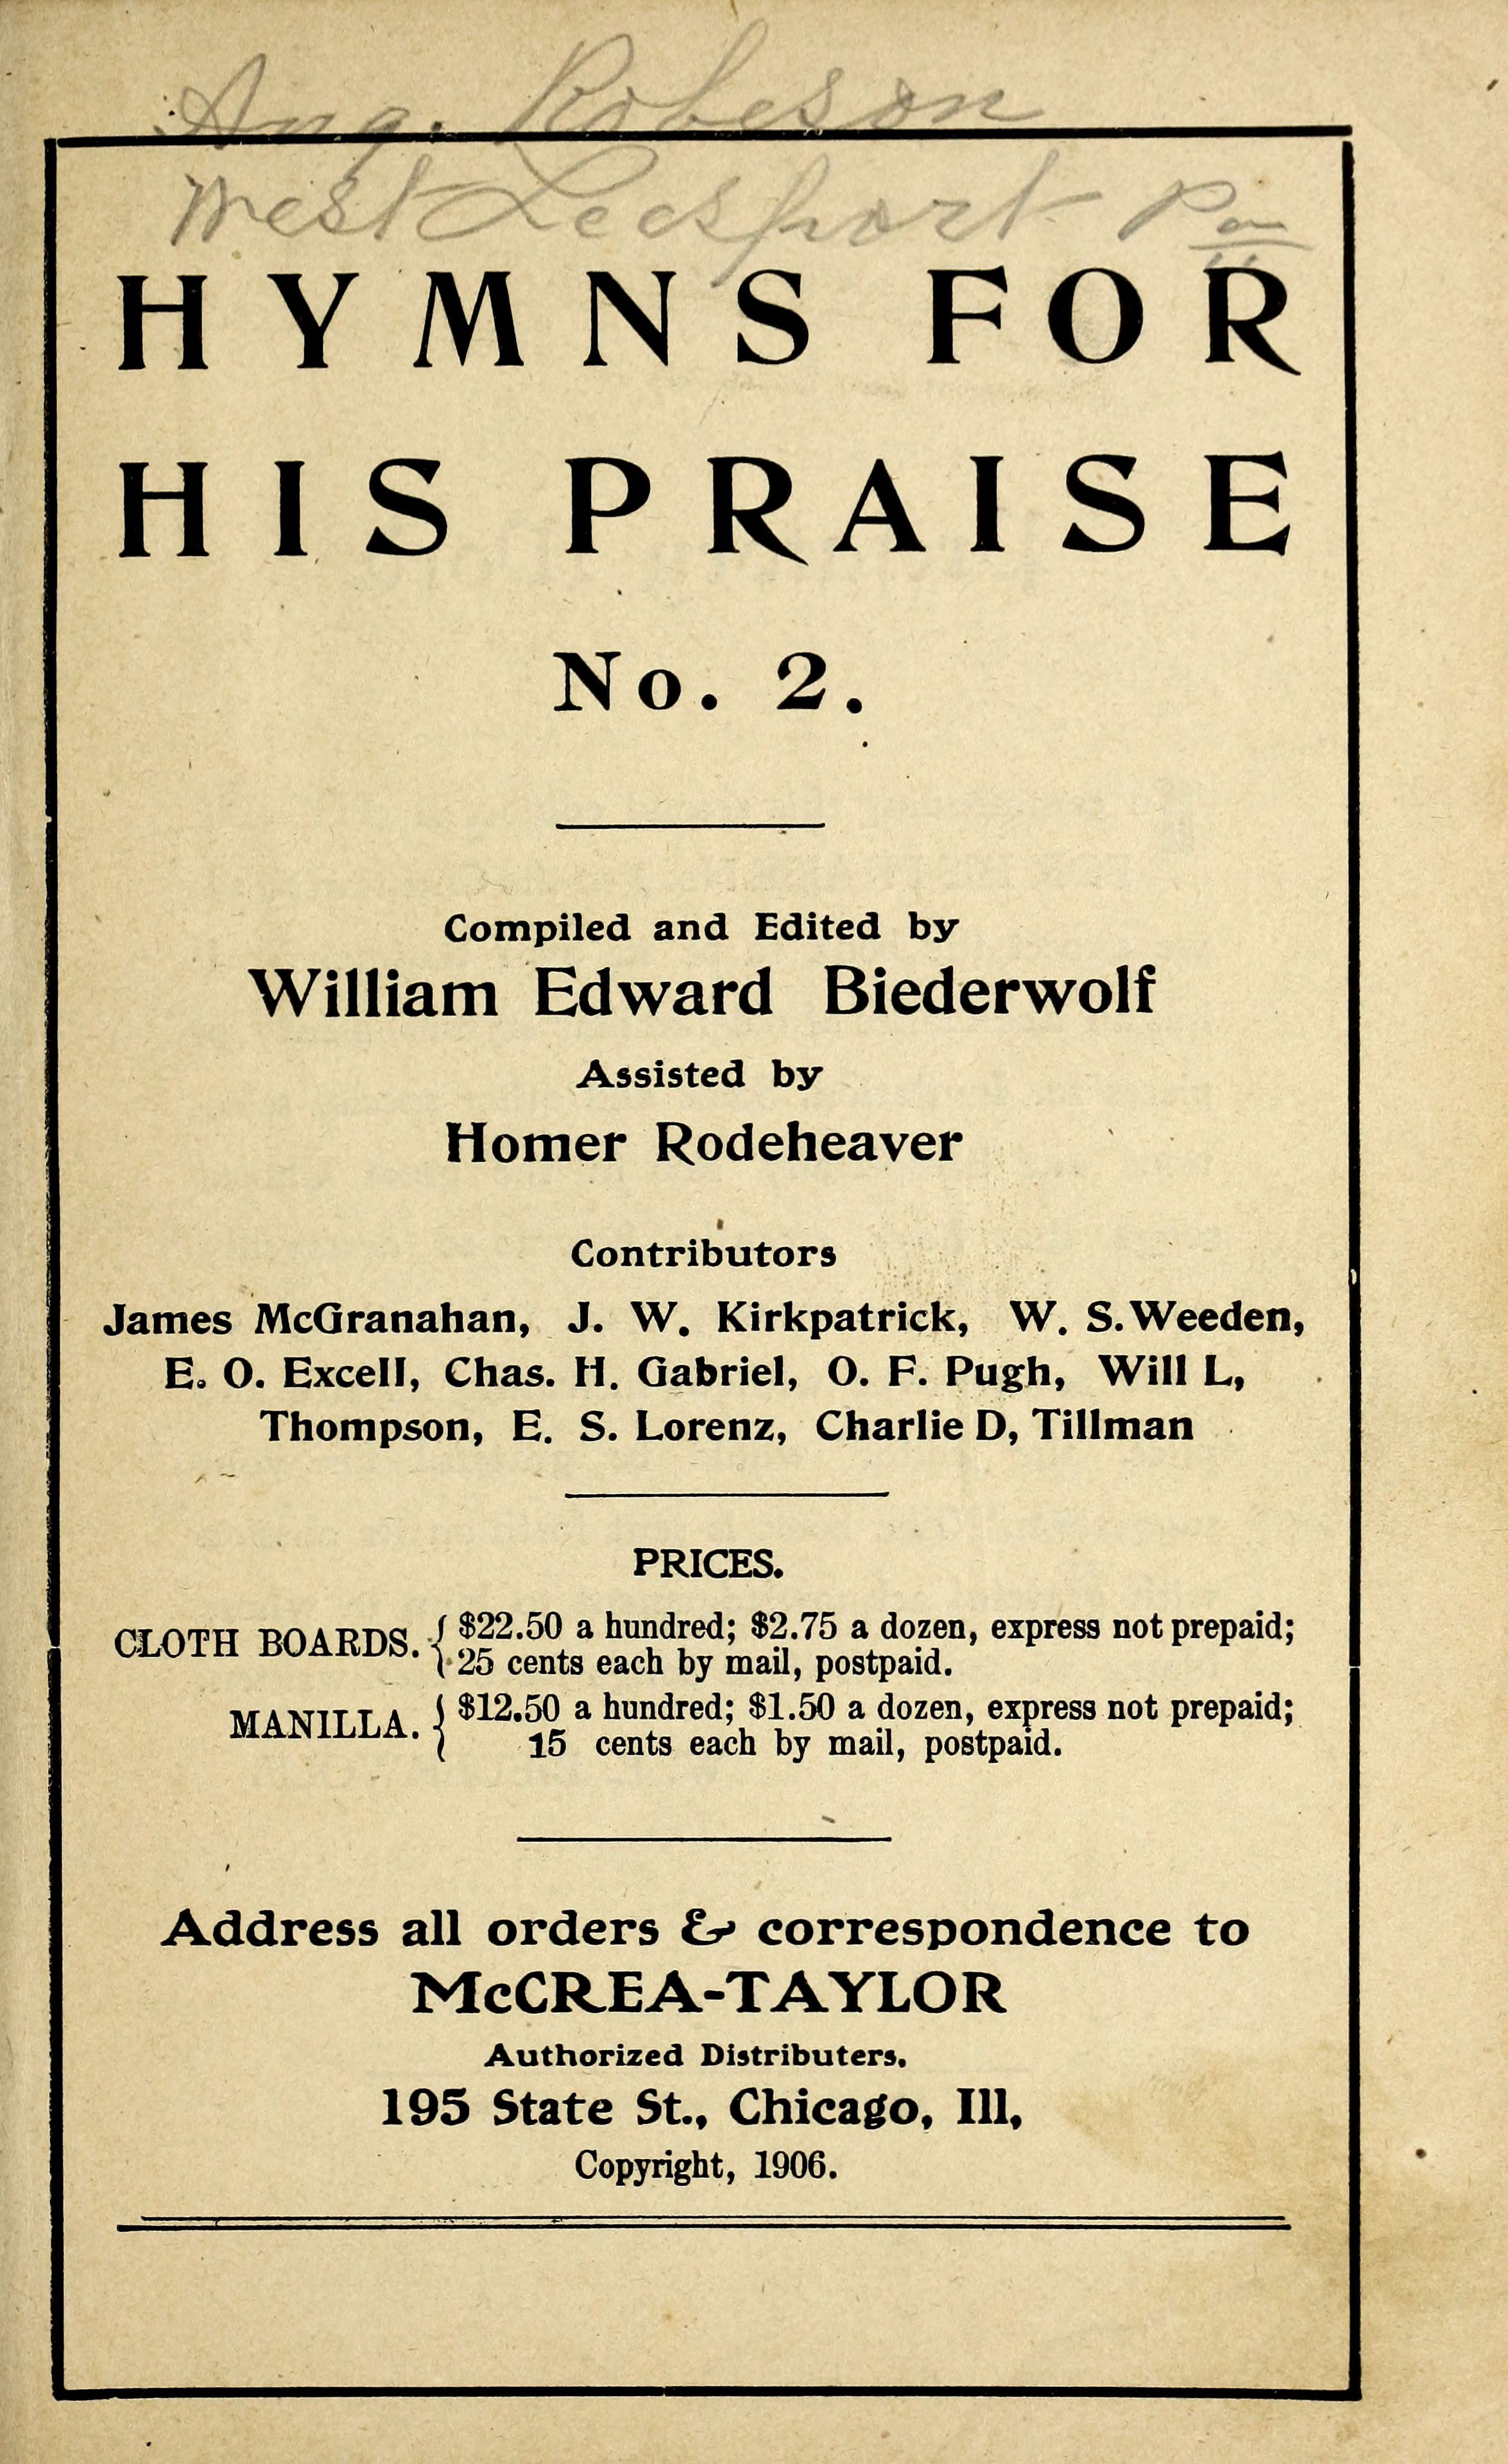 Aug. Robeson
West Leesport Pa
HYMNS FOR
HIS PRAISE
No. 2.
Compiled and Edited by
William Edward Biederwolf
Assisted by
Homer Rodeheaver
Contributors
James McGranahan, J. W. Kirkpatrick, W. S. Weeden,
E. O. Excell, Chas. H. Gabriel, O. F. Pugh, Will L,
Thompson, E. S. Lorenz, Charlie D, Tillman
PRICES.
CLOTH BOARDS. { $22.50 a hundred; $2.75 a dozen, express not prepaid;
25 cents each by mail, postpaid.
MANILLA. { $12.50 a hundred; $1.50 a dozen, express not prepaid;
15 cents each by mail, postpaid.
Address all orders & correspondence to
McCREA-TAYLOR
Authorized Distributers.
195 State St., Chicago, Ill,
Copyright, 1906.